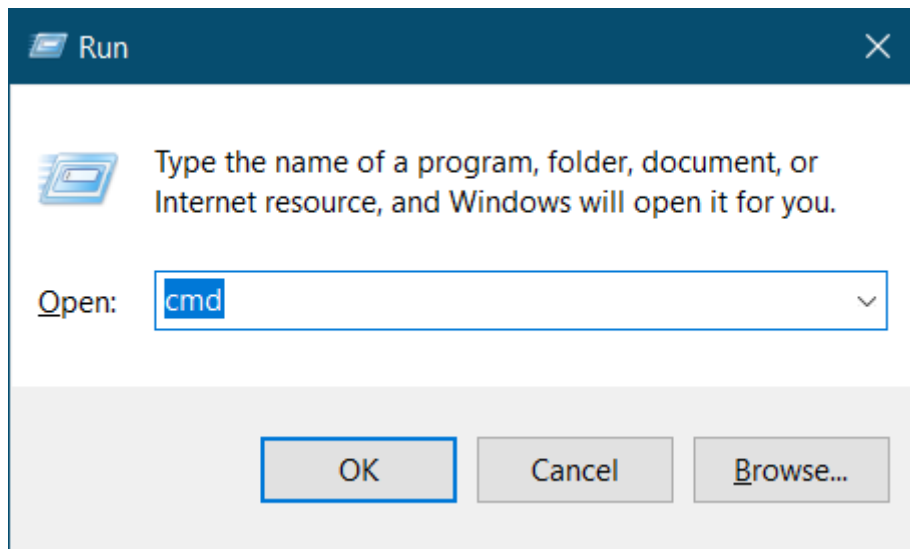 Run
Type the name of a program, folder, document, or
Internet resource, and Windows will open it for you.
Open: cmd
OK Cancel Browse...